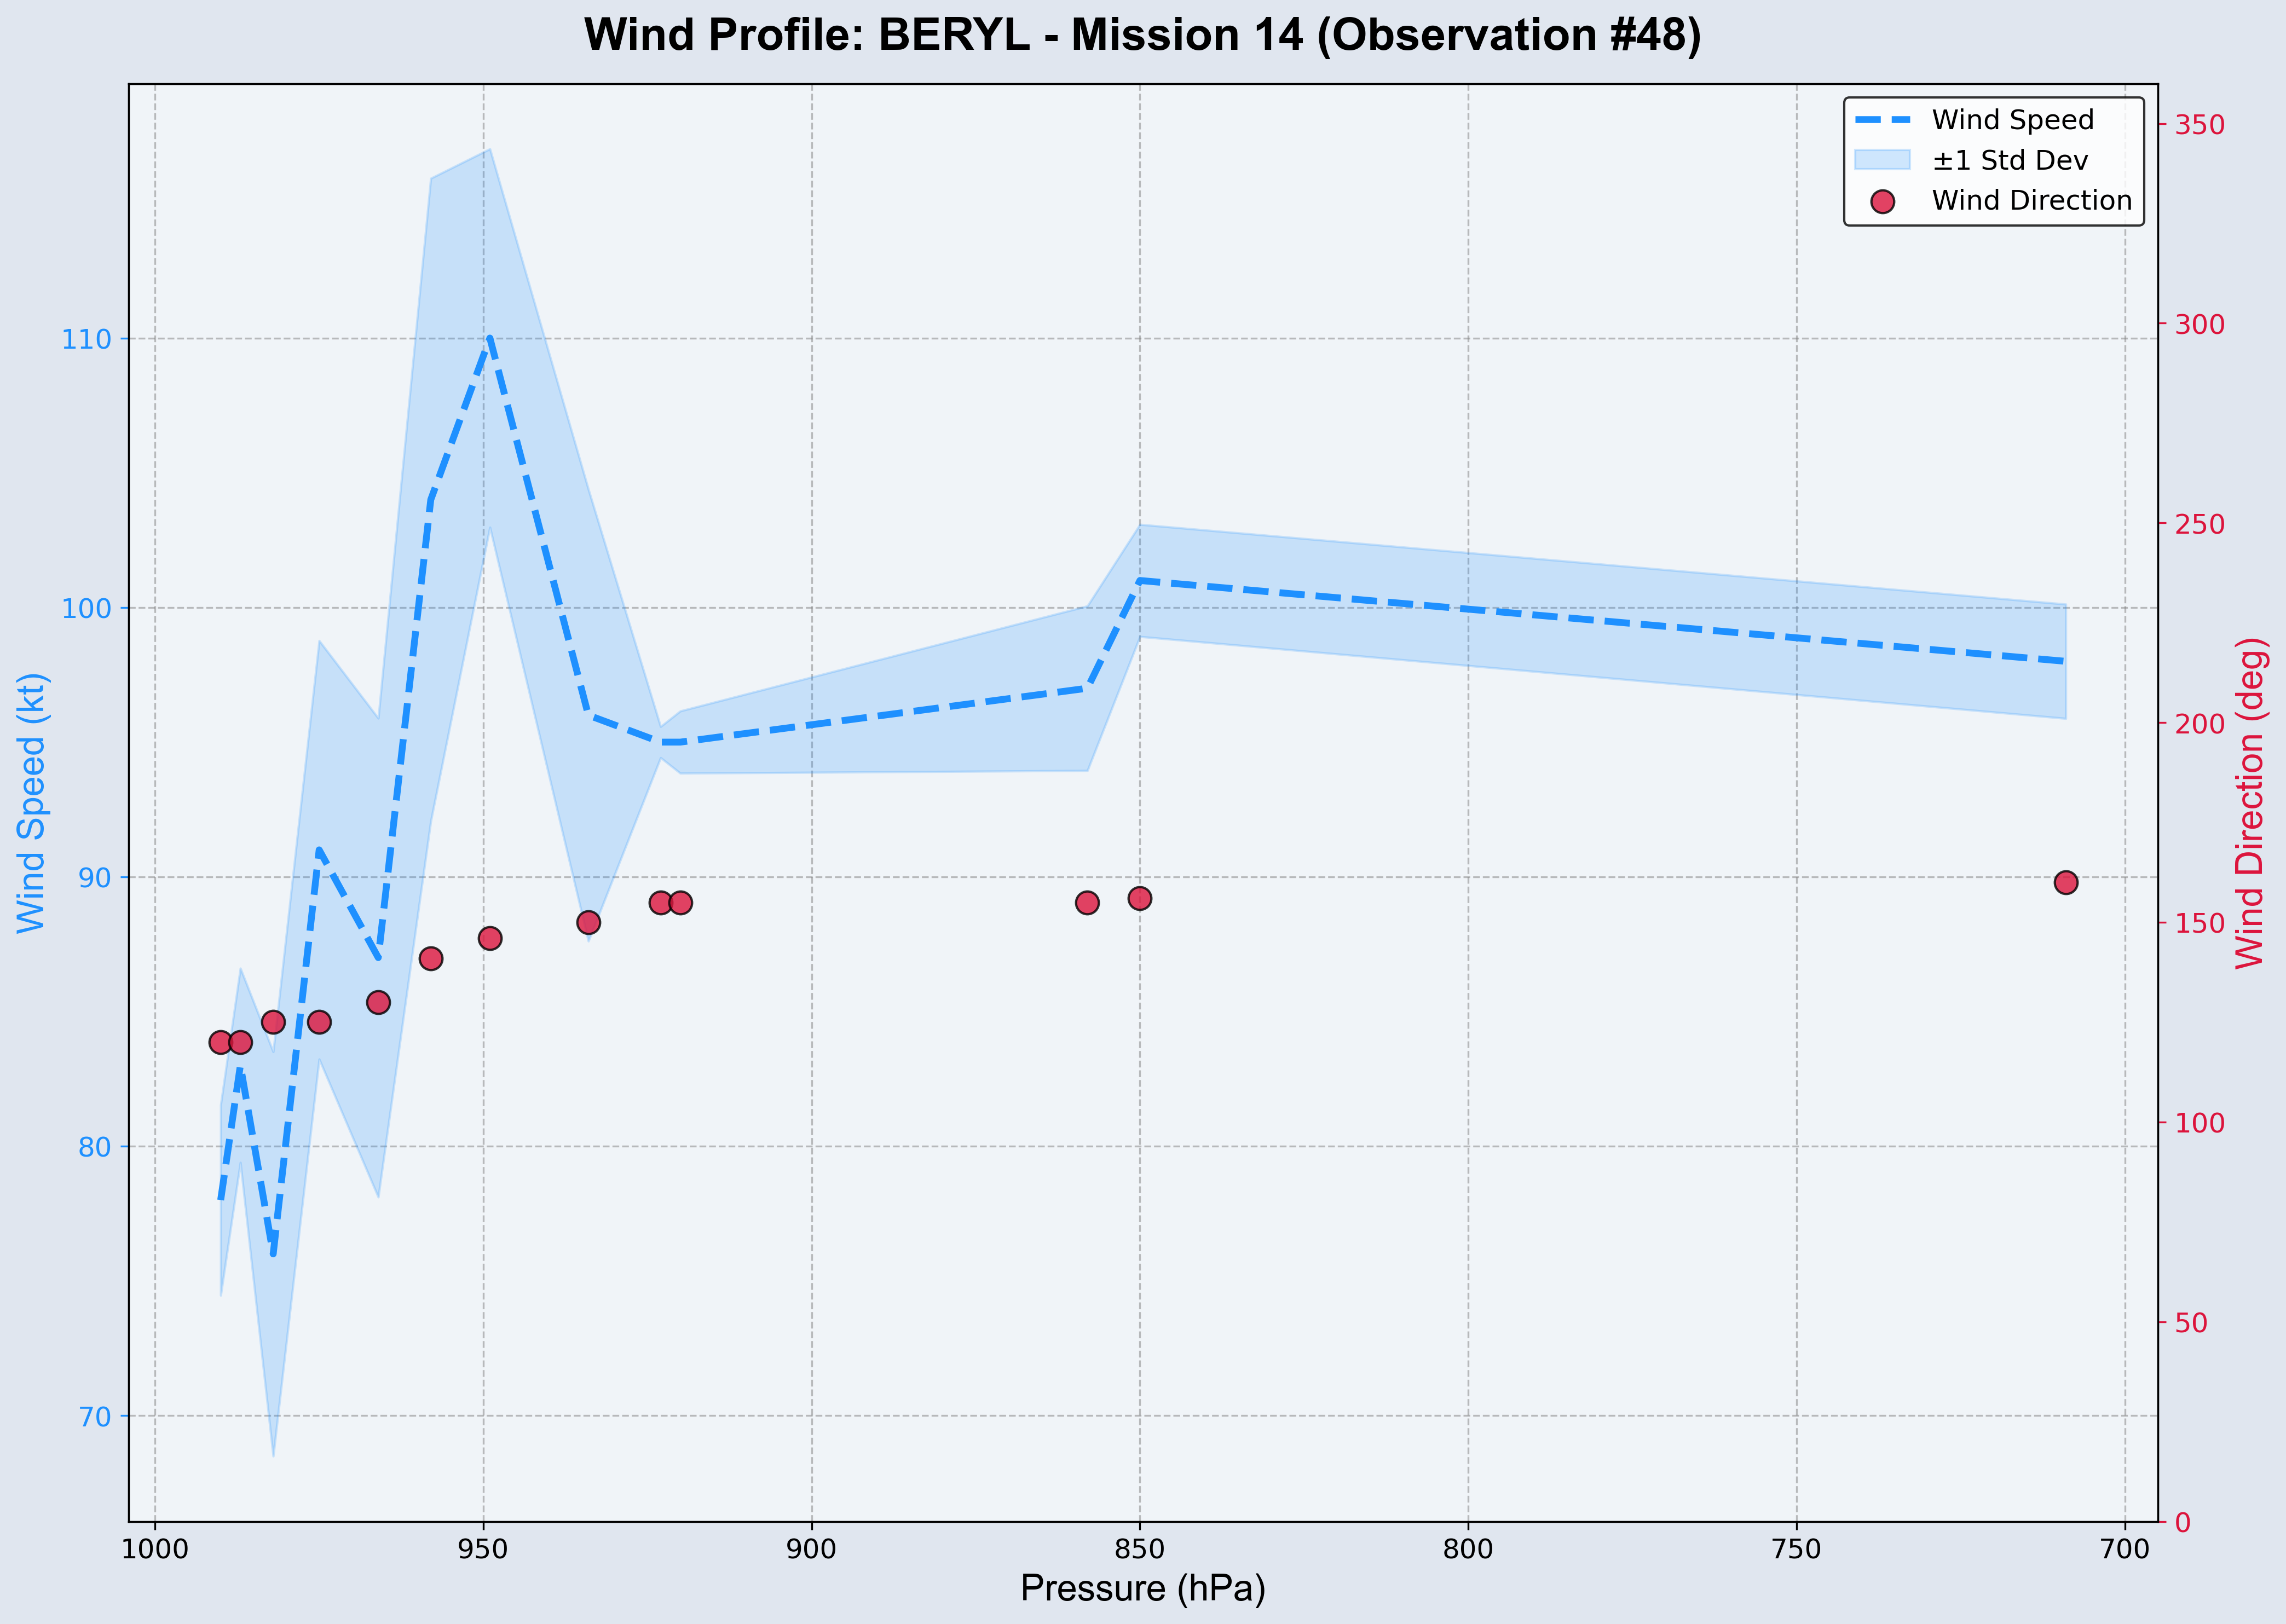 Wind Profile: BERYL - Mission 14 (Observation #48)
Wind Speed
±1 Std Dev
Wind Direction
Wind Speed (kt)
110
100
90
80
70
350
300
250
200
150
100
50
0
Wind Direction (deg)
1000 950 900 850 800 750 700
Pressure (hPa)